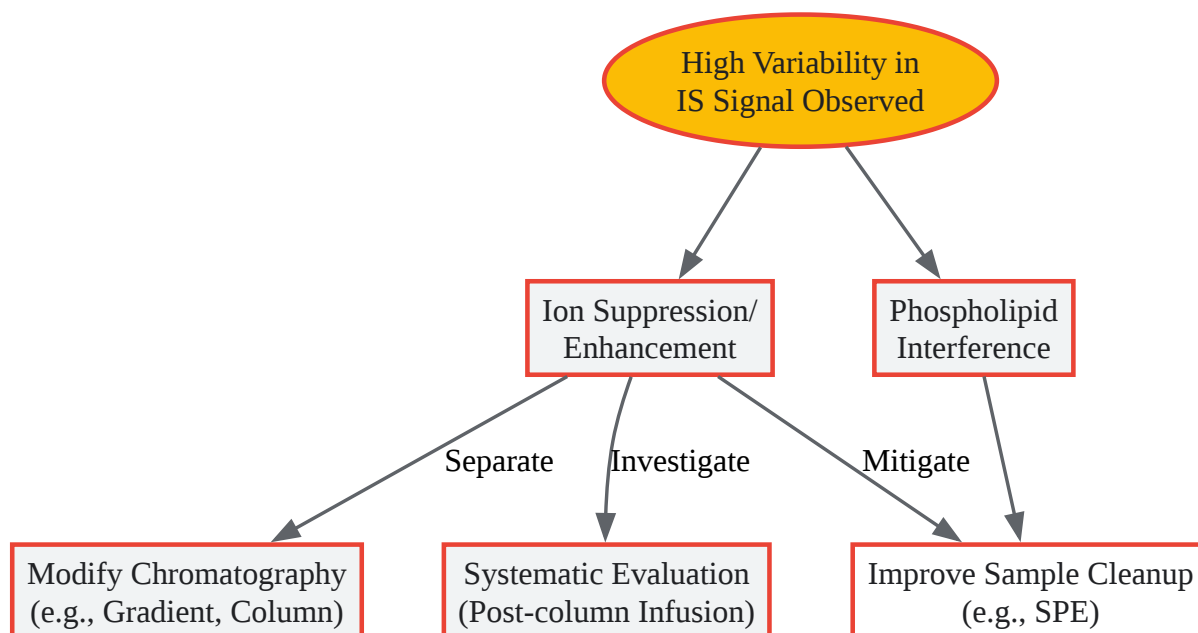 High Variability in
IS Signal Observed
Ion Suppression/
Enhancement
Phospholipid
Interference
Separate
Investigate
Mitigate
Modify Chromatography
(e.g., Gradient, Column)
Systematic Evaluation
(Post-column Infusion)
Improve Sample Cleanup
(e.g., SPE)